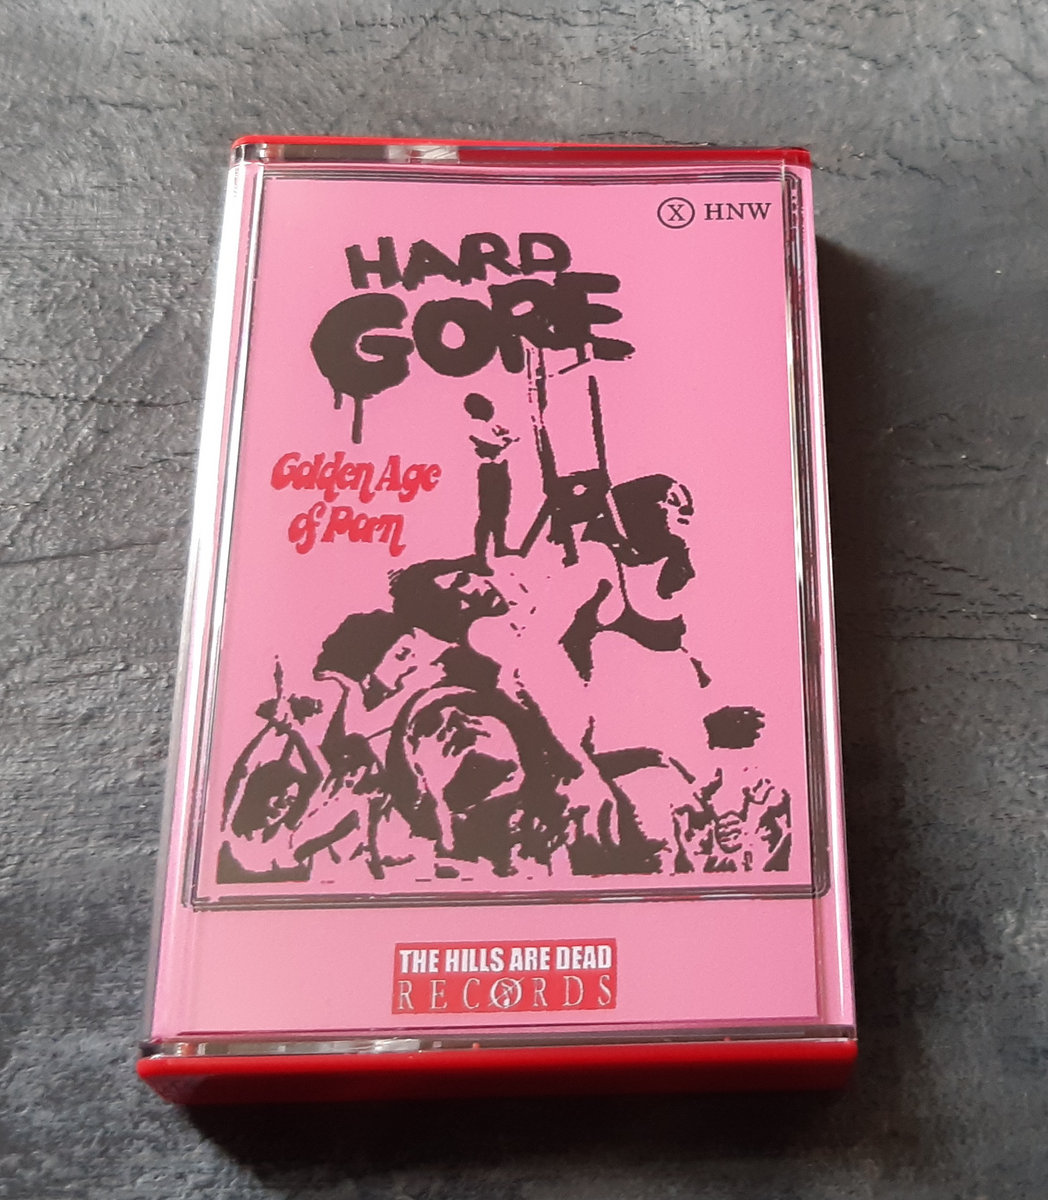 Ⓧ HNW
HARD
GORE
Golden Age
of Porn
THE HILLS ARE DEAD
RECORDS